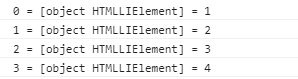 0 = [object HTMLLIElement] = 1
1 = [object HTMLLIElement] = 2
2 = [object HTMLLIElement] = 3
3 = [object HTMLLIElement] = 4